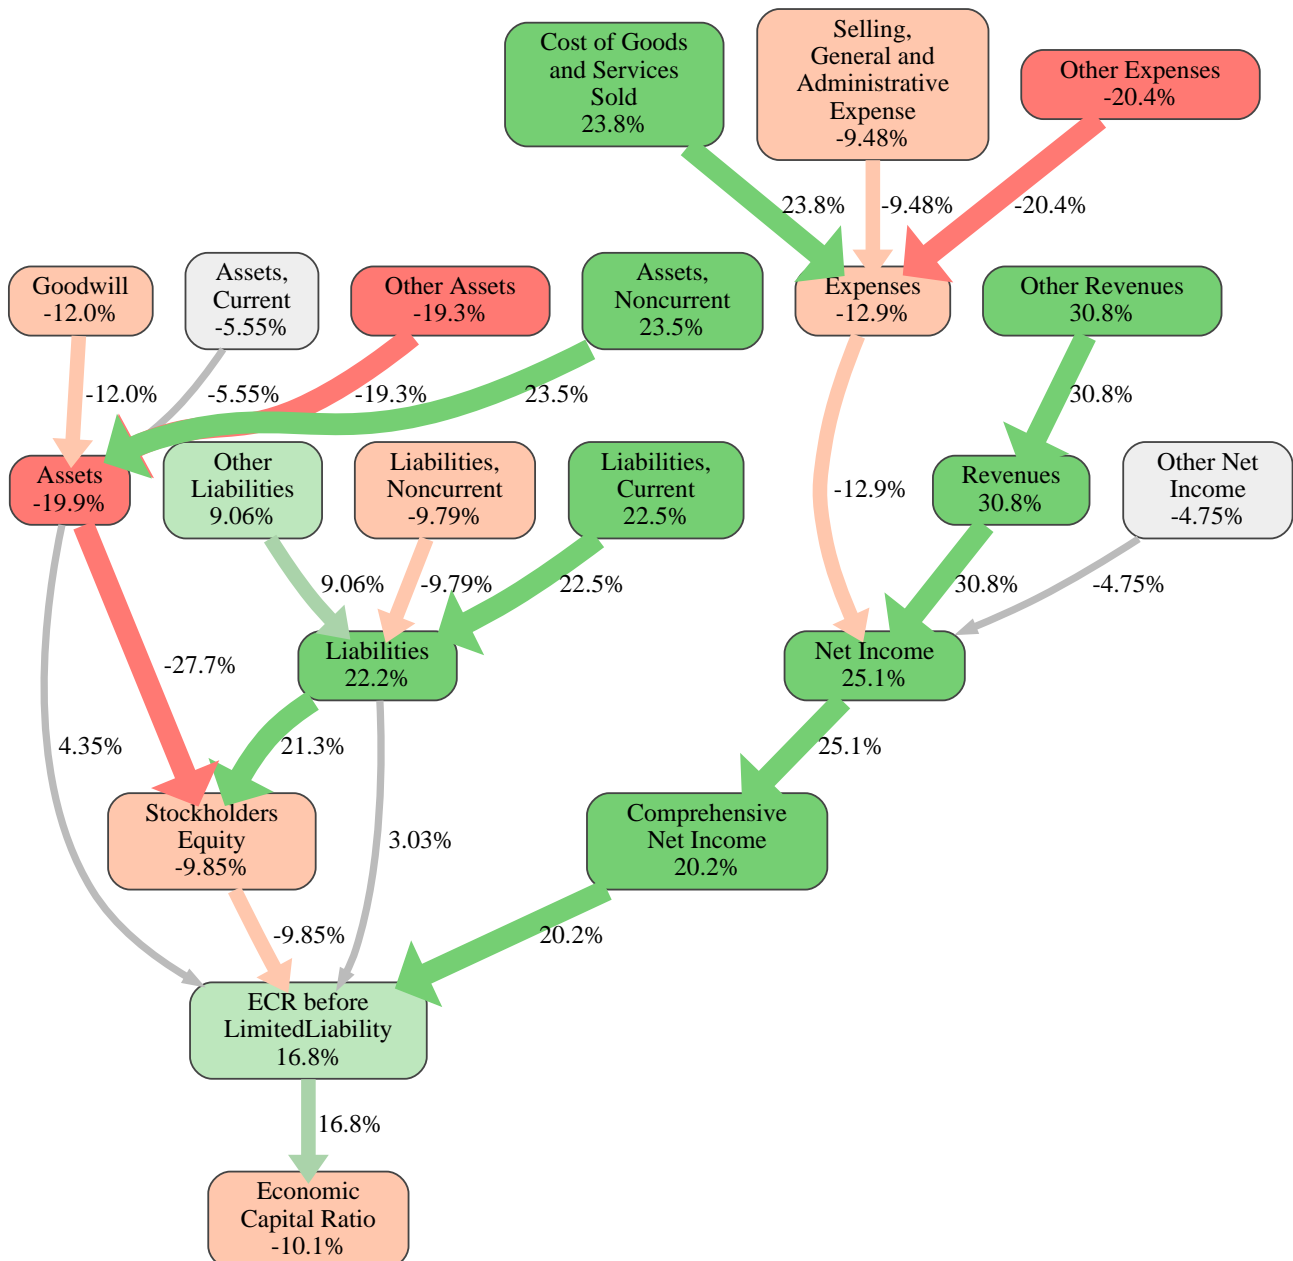 Cost of Goods
and Services
Sold
23.8%
Selling,
General and
Administrative
Expense
-9.48%
Other Expenses
-20.4%
23.8%
-9.48%
-20.4%
Goodwill
-12.0%
Assets,
Current
-5.55%
Other Assets
-19.3%
Assets,
Noncurrent
23.5%
Expenses
-12.9%
Other Revenues
30.8%
-12.0%
-5.55%
-19.3%
23.5%
30.8%
Assets
-19.9%
Other
Liabilities
9.06%
Liabilities,
Noncurrent
-9.79%
Liabilities,
Current
22.5%
-12.9%
Revenues
30.8%
Other Net
Income
-4.75%
9.06%
-9.79%
22.5%
30.8%
-4.75%
-27.7%
Liabilities
22.2%
Net Income
25.1%
4.35%
21.3%
25.1%
Stockholders
Equity
-9.85%
3.03%
Comprehensive
Net Income
20.2%
-9.85%
20.2%
ECR before
LimitedLiability
16.8%
16.8%
Economic
Capital Ratio
-10.1%